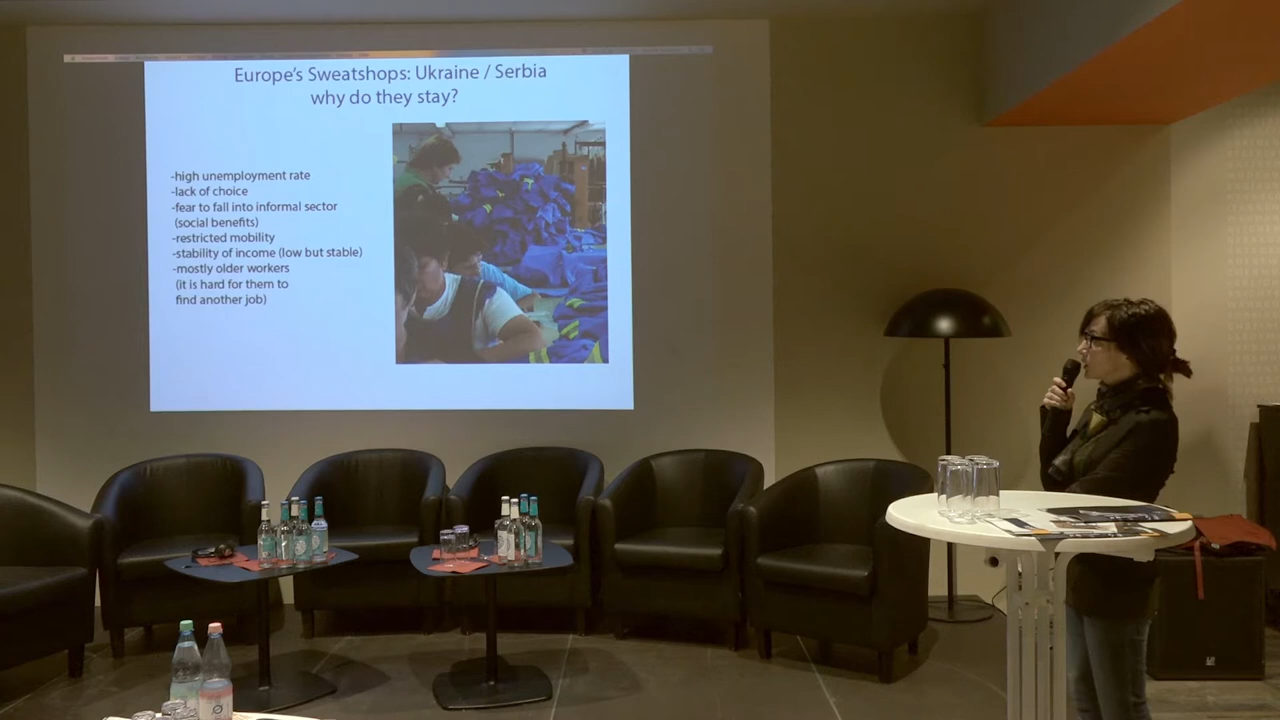 Europe's Sweatshops: Ukraine / Serbia
why do they stay?
-high unemployment rate
-lack of choice
-fear to fall into informal sector
(social benefits)
-restricted mobility
-stability of income (low but stable)
-mostly older workers
(it is hard for them to
find another job)